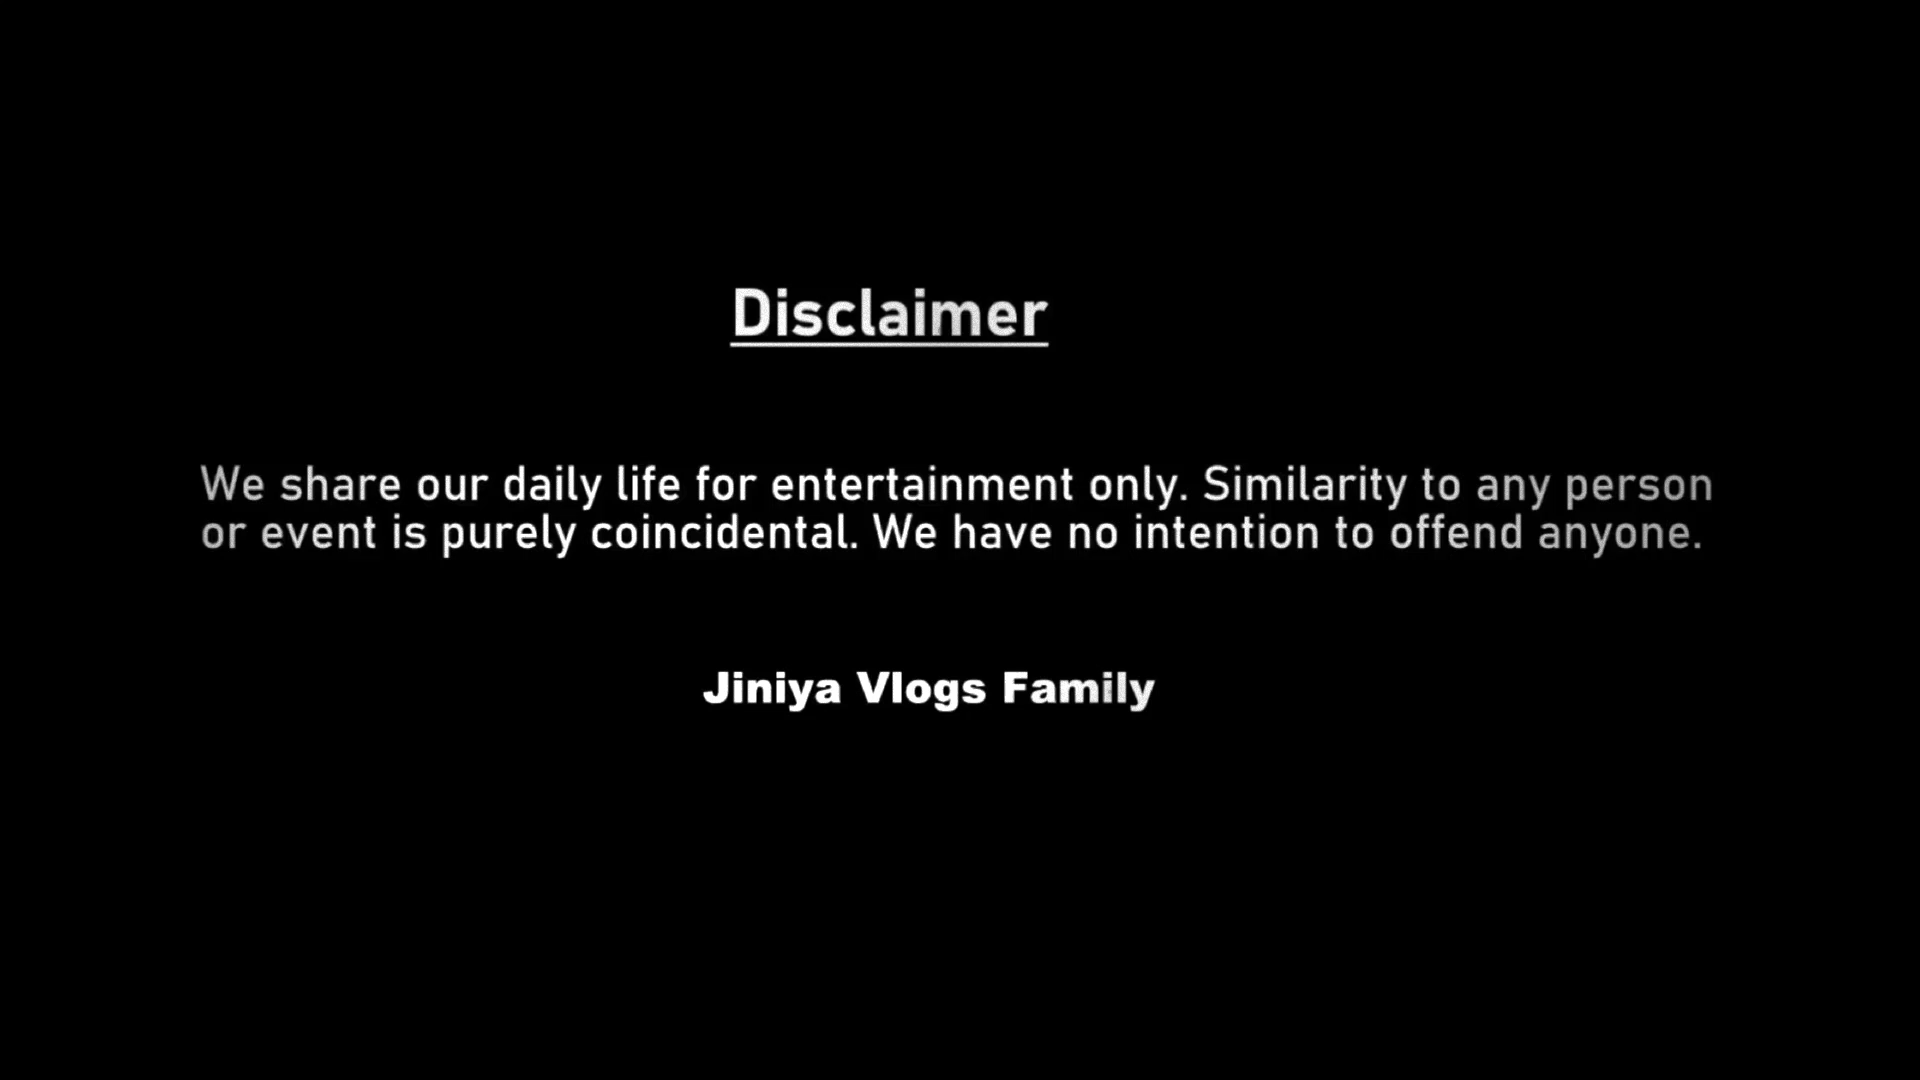 Disclaimer
We share our daily life for entertainment only. Similarity to any person
or event is purely coincidental. We have no intention to offend anyone.
Jiniya Vlogs Family